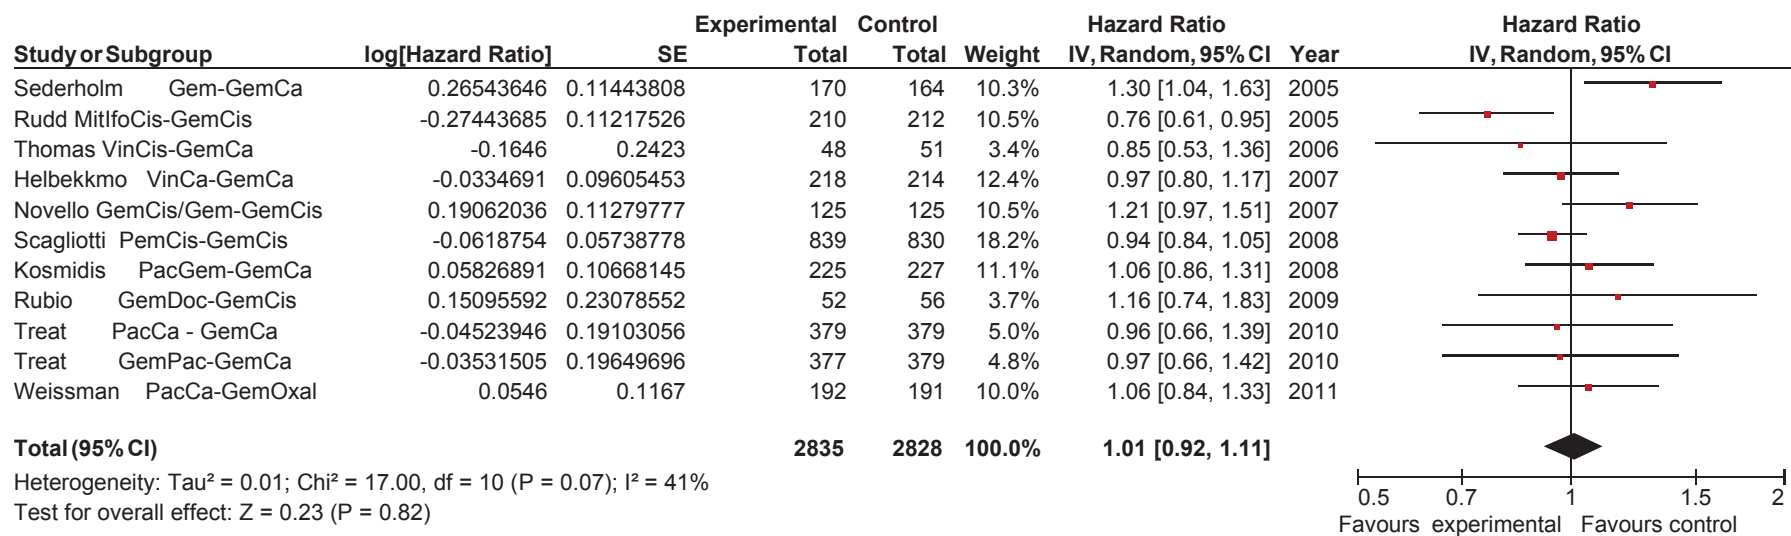 Experimental Control Hazard Ratio Hazard Ratio
Study or Subgroup log[Hazard Ratio] SE Total Total Weight IV, Random, 95% CI Year IV, Random, 95% CI
Sederholm Gem-GemCa 0.26543646 0.11443808 170 164 10.3% 1.30 [1.04, 1.63] 2005
Rudd MitIfoCis-GemCis -0.27443685 0.11217526 210 212 10.5% 0.76 [0.61, 0.95] 2005
Thomas VinCis-GemCa -0.1646 0.2423 48 51 3.4% 0.85 [0.53, 1.36] 2006
Helbekkmo VinCa-GemCa -0.0334691 0.09605453 218 214 12.4% 0.97 [0.80, 1.17] 2007
Novello GemCis/Gem-GemCis 0.19062036 0.11279777 125 125 10.5% 1.21 [0.97, 1.51] 2007
Scagliotti PemCis-GemCis -0.0618754 0.05738778 839 830 18.2% 0.94 [0.84, 1.05] 2008
Kosmidis PacGem-GemCa 0.05826891 0.10668145 225 227 11.1% 1.06 [0.86, 1.31] 2008
Rubio GemDoc-GemCis 0.15095592 0.23078552 52 56 3.7% 1.16 [0.74, 1.83] 2009
Treat PacCa - GemCa -0.04523946 0.19103056 379 379 5.0% 0.96 [0.66, 1.39] 2010
Treat GemPac-GemCa -0.03531505 0.19649696 377 379 4.8% 0.97 [0.66, 1.42] 2010
Weissman PacCa-GemOxal 0.0546 0.1167 192 191 10.0% 1.06 [0.84, 1.33] 2011
Total (95% CI) 2835 2828 100.0% 1.01 [0.92, 1.11]
Heterogeneity: Tau² = 0.01; Chi² = 17.00, df = 10 (P = 0.07); I² = 41%
Test for overall effect: Z = 0.23 (P = 0.82)
0.5 0.7 1 1.5 2
Favours experimental Favours control